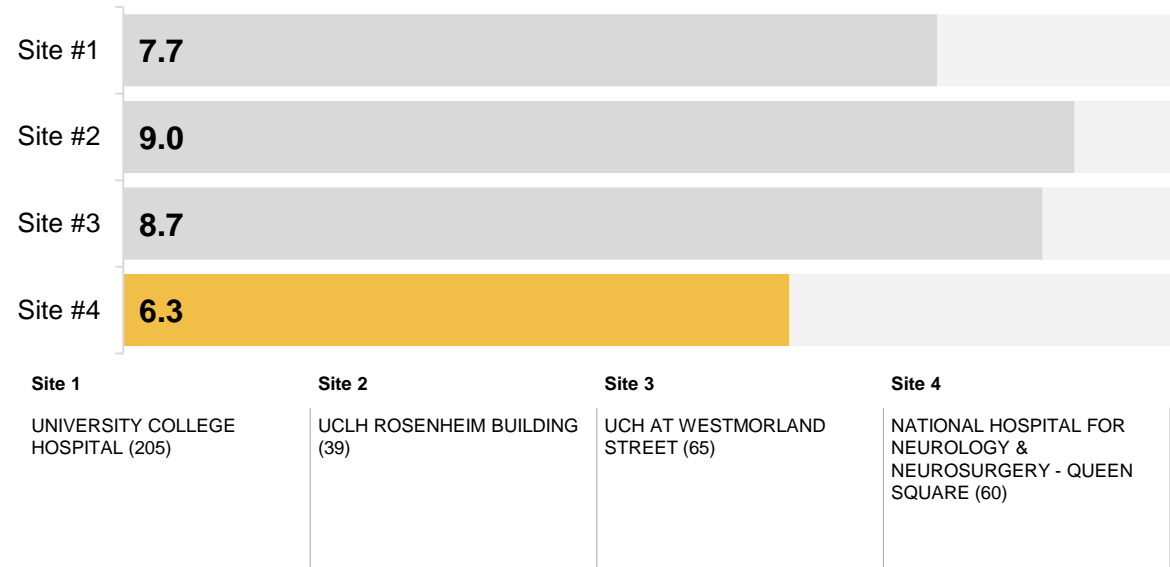 Site #1 7.7
Site #2 9.0
Site #3 8.7
Site #4 6.3
Site 1
UNIVERSITY COLLEGE
HOSPITAL (205)
Site 2
UCLH ROSENHEIM BUILDING
(39)
Site 3
UCH AT WESTMORLAND
STREET (65)
Site 4
NATIONAL HOSPITAL FOR
NEUROLOGY &
NEUROSURGERY - QUEEN
SQUARE (60)